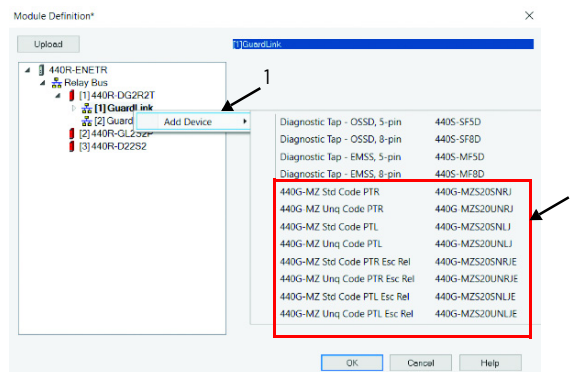 Module Definition*
Upload
[1]GuardLink
440R-ENETR
Relay Bus
[1]440R-DG2R2T
[1] GuardLink
[2] Guard
[2]440R-GL2S2P
[3]440R-D22S2
1
Add Device
Diagnostic Tap - OSSD, 5-pin 440S-SF5D
Diagnostic Tap - OSSD, 8-pin 440S-SF8D
Diagnostic Tap - EMSS, 5-pin 440S-MF5D
Diagnostic Tap - EMSS, 8-pin 440S-MF8D
440G-MZ Std Code PTR 440G-MZS20SNRJ
440G-MZ Unq Code PTR 440G-MZS20UNRJ
440G-MZ Std Code PTL 440G-MZS20SNLJ
440G-MZ Unq Code PTL 440G-MZS20UNLJ
440G-MZ Std Code PTR Esc Rel 440G-MZS20SNRJE
440G-MZ Unq Code PTR Esc Rel 440G-MZS20UNRJE
440G-MZ Std Code PTL Esc Rel 440G-MZS20SNLJE
440G-MZ Unq Code PTL Esc Rel 440G-MZS20UNLJE
OK Cancel Help